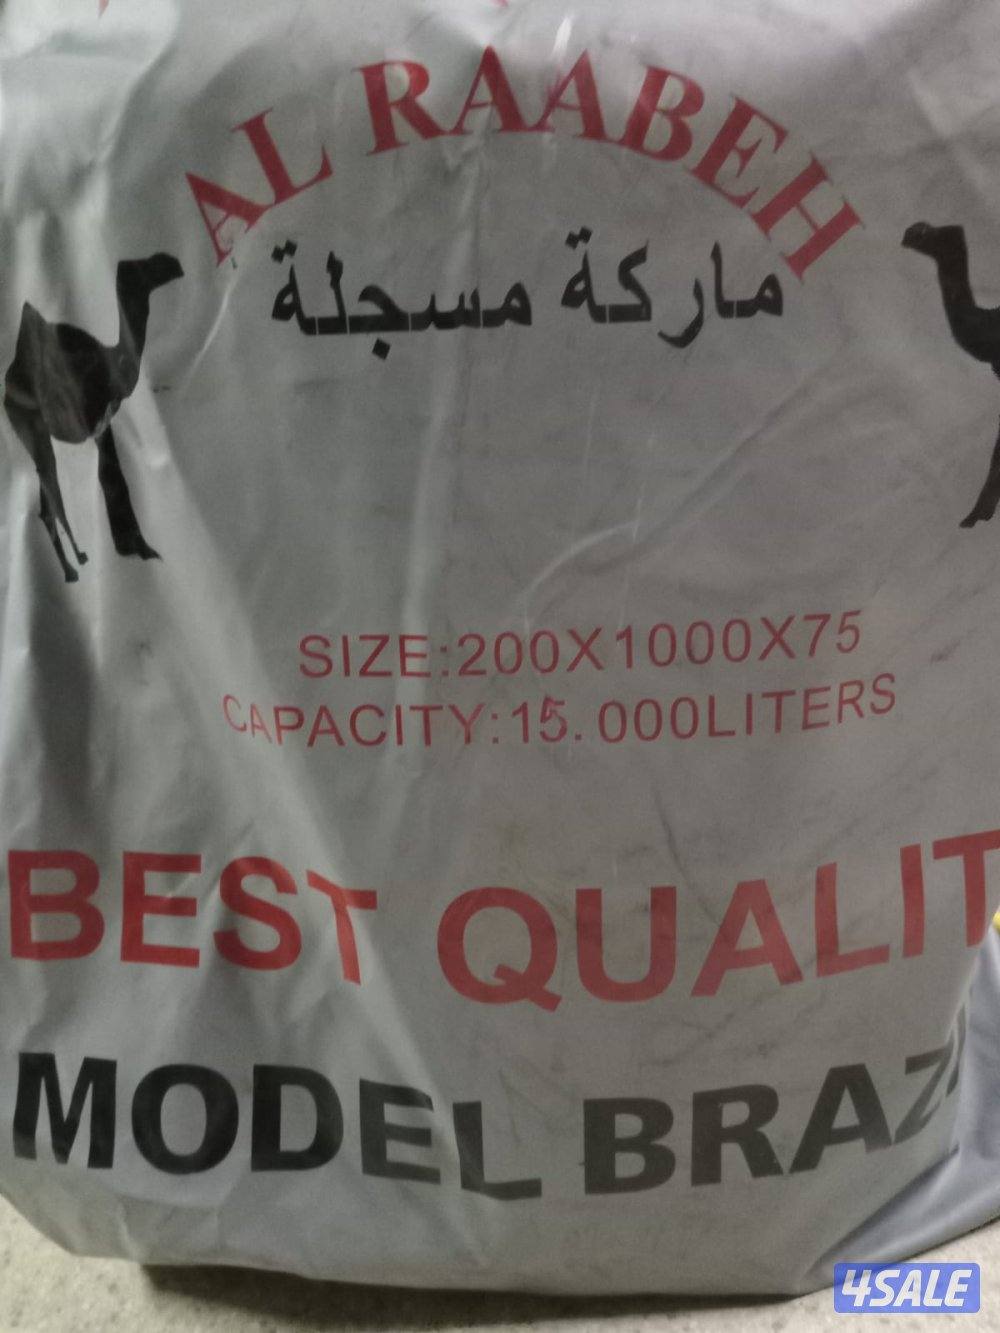 AL RAABEH
ماركة مسجلة
SIZE:200X1000X75
CAPACITY:15.000LITERS
BEST QUALIT
MODEL BRAZ
4SALE